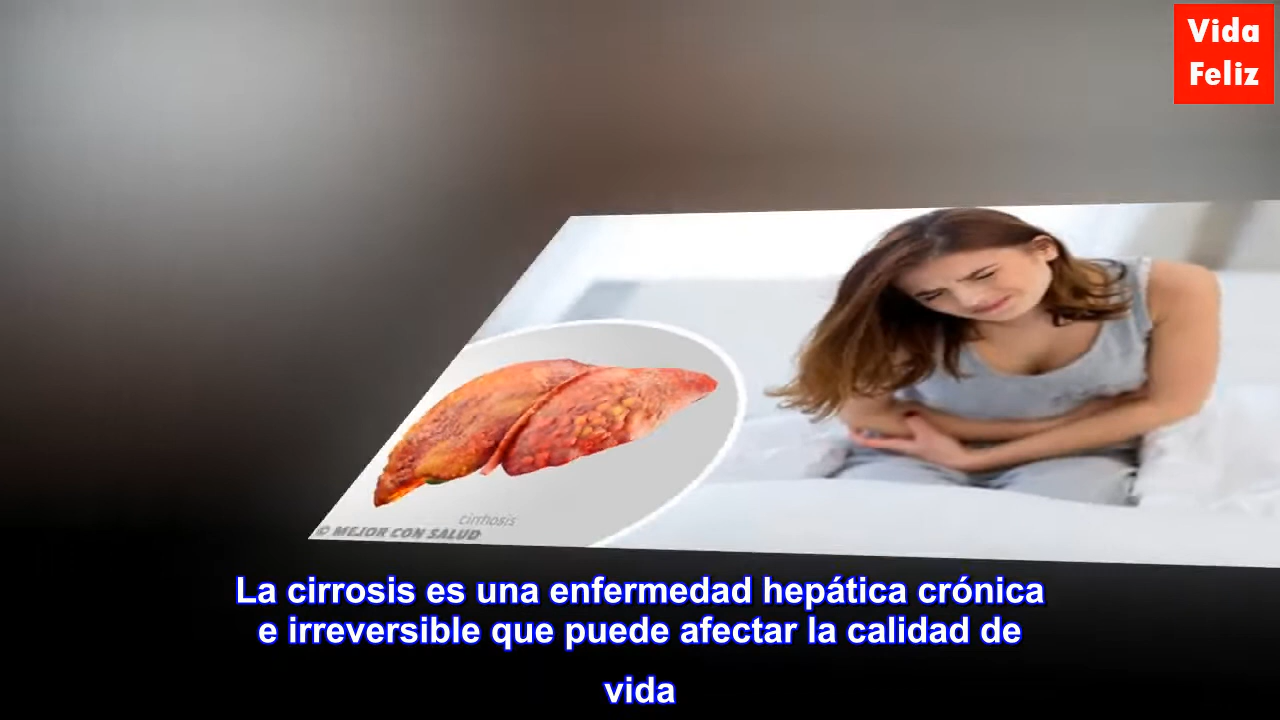 Vida
Feliz
cirrhosis
© MEJOR CON SALUD
La cirrosis es una enfermedad hepática crónica
e irreversible que puede afectar la calidad de
vida